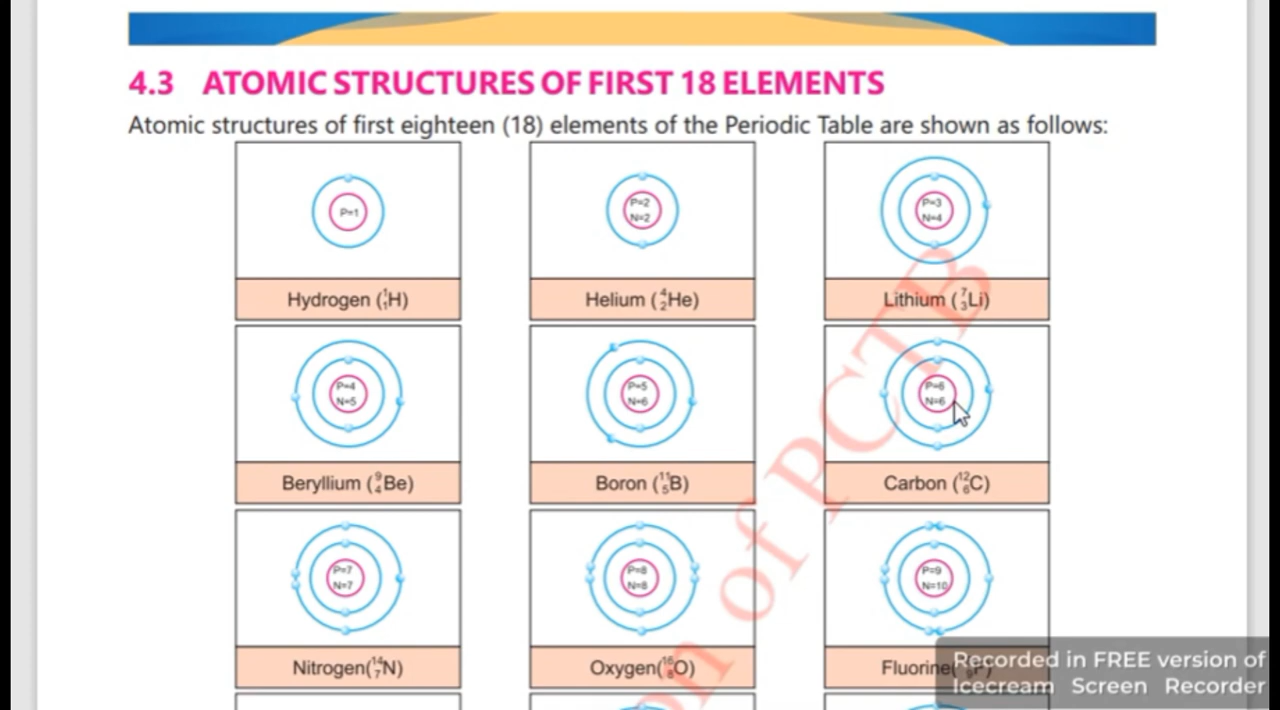 4.3 ATOMIC STRUCTURES OF FIRST 18 ELEMENTS
Atomic structures of first eighteen (18) elements of the Periodic Table are shown as follows:
P=1
P=2
N=2
P=3
N=4
Hydrogen (¹₁H)
Helium (⁴₂He)
Lithium (⁷₃Li)
P=4
N=5
P=5
N=6
P=6
N=6
Beryllium (⁹₄Be)
Boron (¹¹₅B)
Carbon (¹²₆C)
P=7
N=7
P=8
N=8
P=9
N=10
Nitrogen(¹⁴₇N)
Oxygen(¹⁶₈O)
Fluorine(
on of PCTB
Recorded in FREE version of
Icecream Screen Recorder